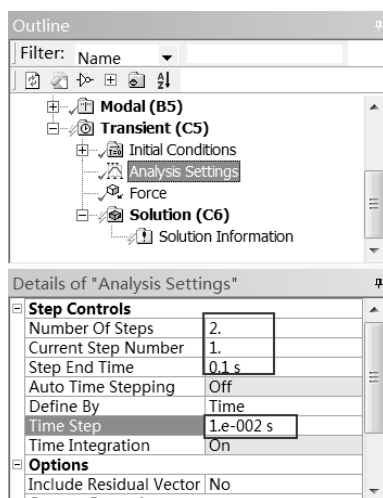 Outline
Filter: Name
Modal (B5)
Transient (C5)
Initial Conditions
Analysis Settings
Force
Solution (C6)
Solution Information
Details of "Analysis Settings"
Step Controls
Number Of Steps 2.
Current Step Number 1.
Step End Time 0.1 s
Auto Time Stepping Off
Define By Time
Time Step 1.e-002 s
Time Integration On
Options
Include Residual Vector No